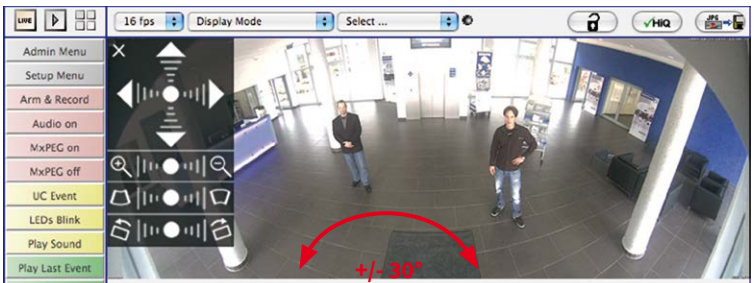 LIVE
16 fps
Display Mode
Select ...
HiQ
JPG
Admin Menu
Setup Menu
Arm & Record
Audio on
MxPEG on
MxPEG off
UC Event
LEDs Blink
Play Sound
Play Last Event
+/- 30°